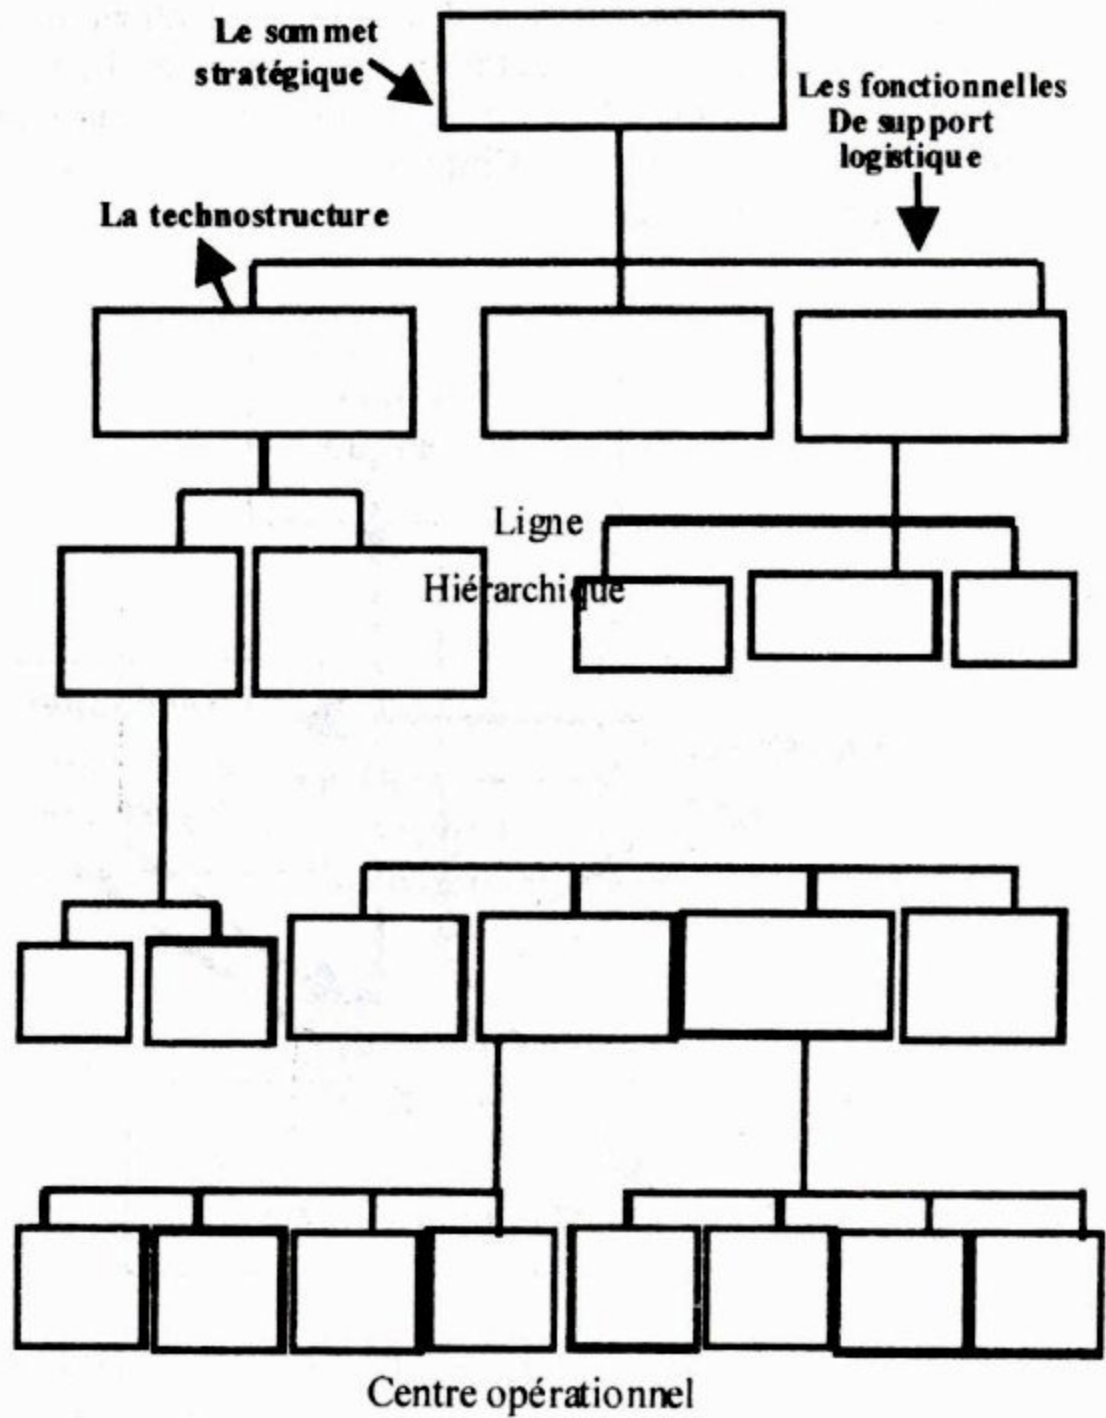 Le sommet
stratégique
Les fonctionnelles
De support
logistique
La technostructure
Ligne
Hiérarchique
Centre opérationnel